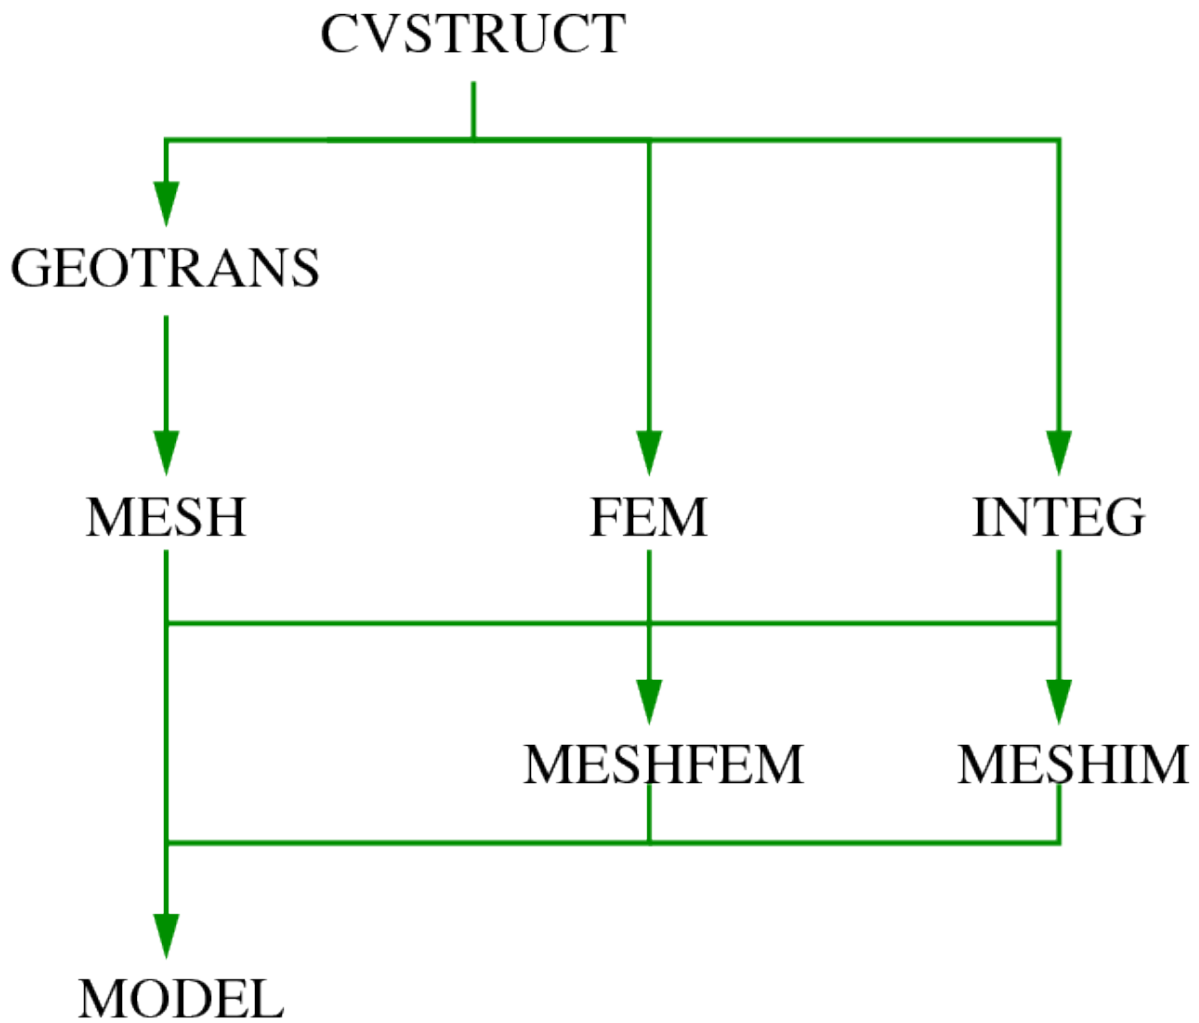 CVSTRUCT
GEOTRANS
MESH
FEM
INTEG
MESHFEM
MESHIM
MODEL